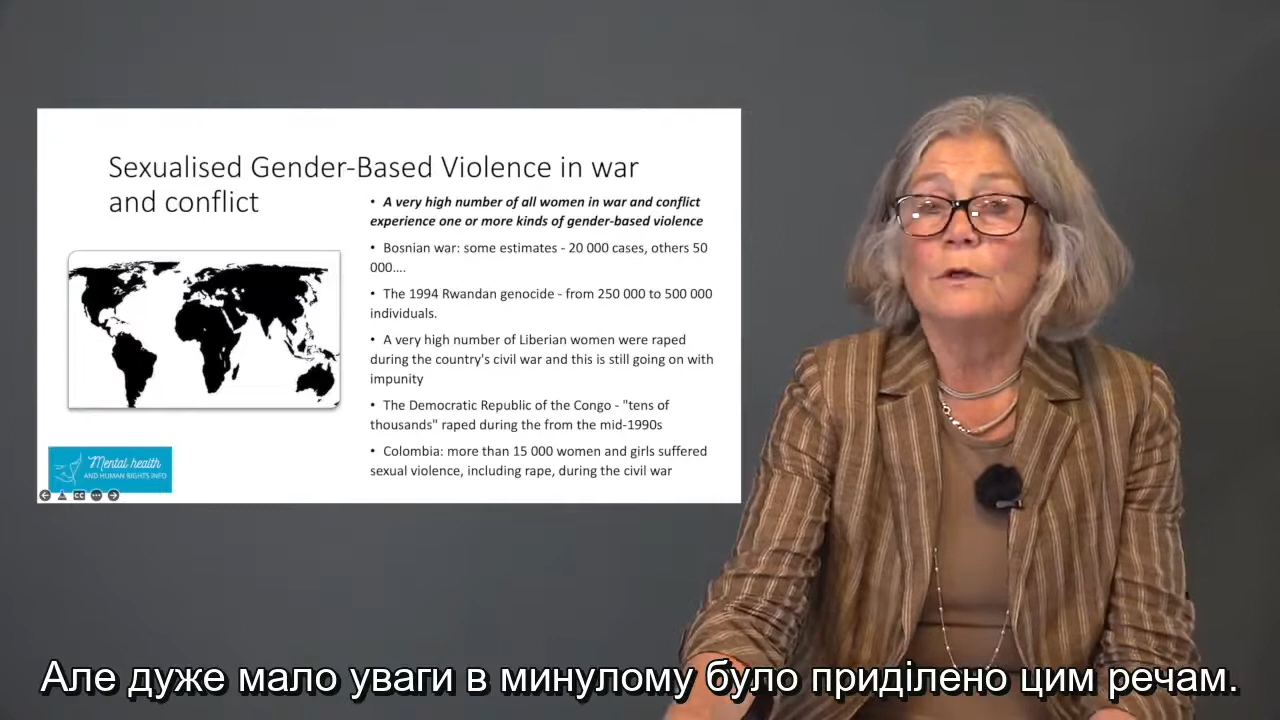 Sexualised Gender-Based Violence in war
and conflict
• A very high number of all women in war and conflict
experience one or more kinds of gender-based violence
• Bosnian war: some estimates - 20 000 cases, others 50
000....
• The 1994 Rwandan genocide - from 250 000 to 500 000
individuals.
• A very high number of Liberian women were raped
during the country's civil war and this is still going on with
impunity
• The Democratic Republic of the Congo - "tens of
thousands" raped during the from the mid-1990s
• Colombia: more than 15 000 women and girls suffered
sexual violence, including rape, during the civil war
Mental health
AND HUMAN RIGHTS INFO
CC
Але дуже мало уваги в минулому було приділено цим речам.